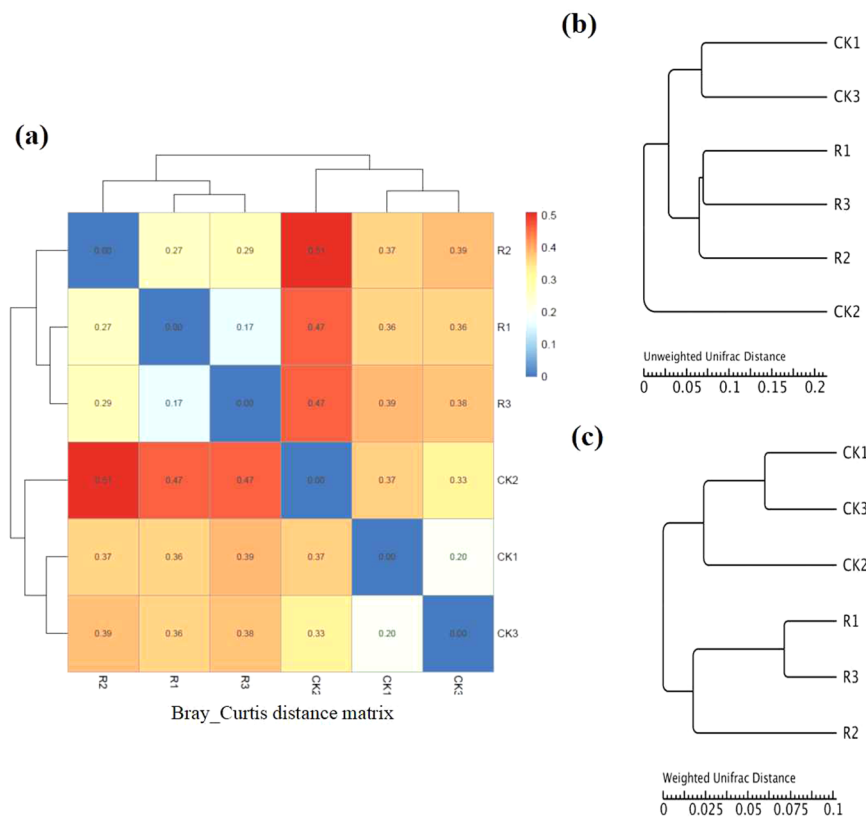 (a)
0.5
0.4
0.3
0.2
0.1
0
0.00 0.27 0.29 0.51 0.37 0.39 R2
0.27 0.00 0.17 0.47 0.36 0.36 R1
0.29 0.17 0.00 0.47 0.39 0.38 R3
0.51 0.47 0.47 0.00 0.37 0.33 CK2
0.37 0.36 0.39 0.37 0.00 0.20 CK1
0.39 0.36 0.38 0.33 0.20 0.00 CK3
R2 R1 R3 CK2 CK1 CK3
Bray_Curtis distance matrix
(b)
CK1
CK3
R1
R3
R2
CK2
Unweighted Unifrac Distance
0 0.05 0.1 0.15 0.2
(c)
CK1
CK3
CK2
R1
R3
R2
Weighted Unifrac Distance
0 0.025 0.05 0.075 0.1